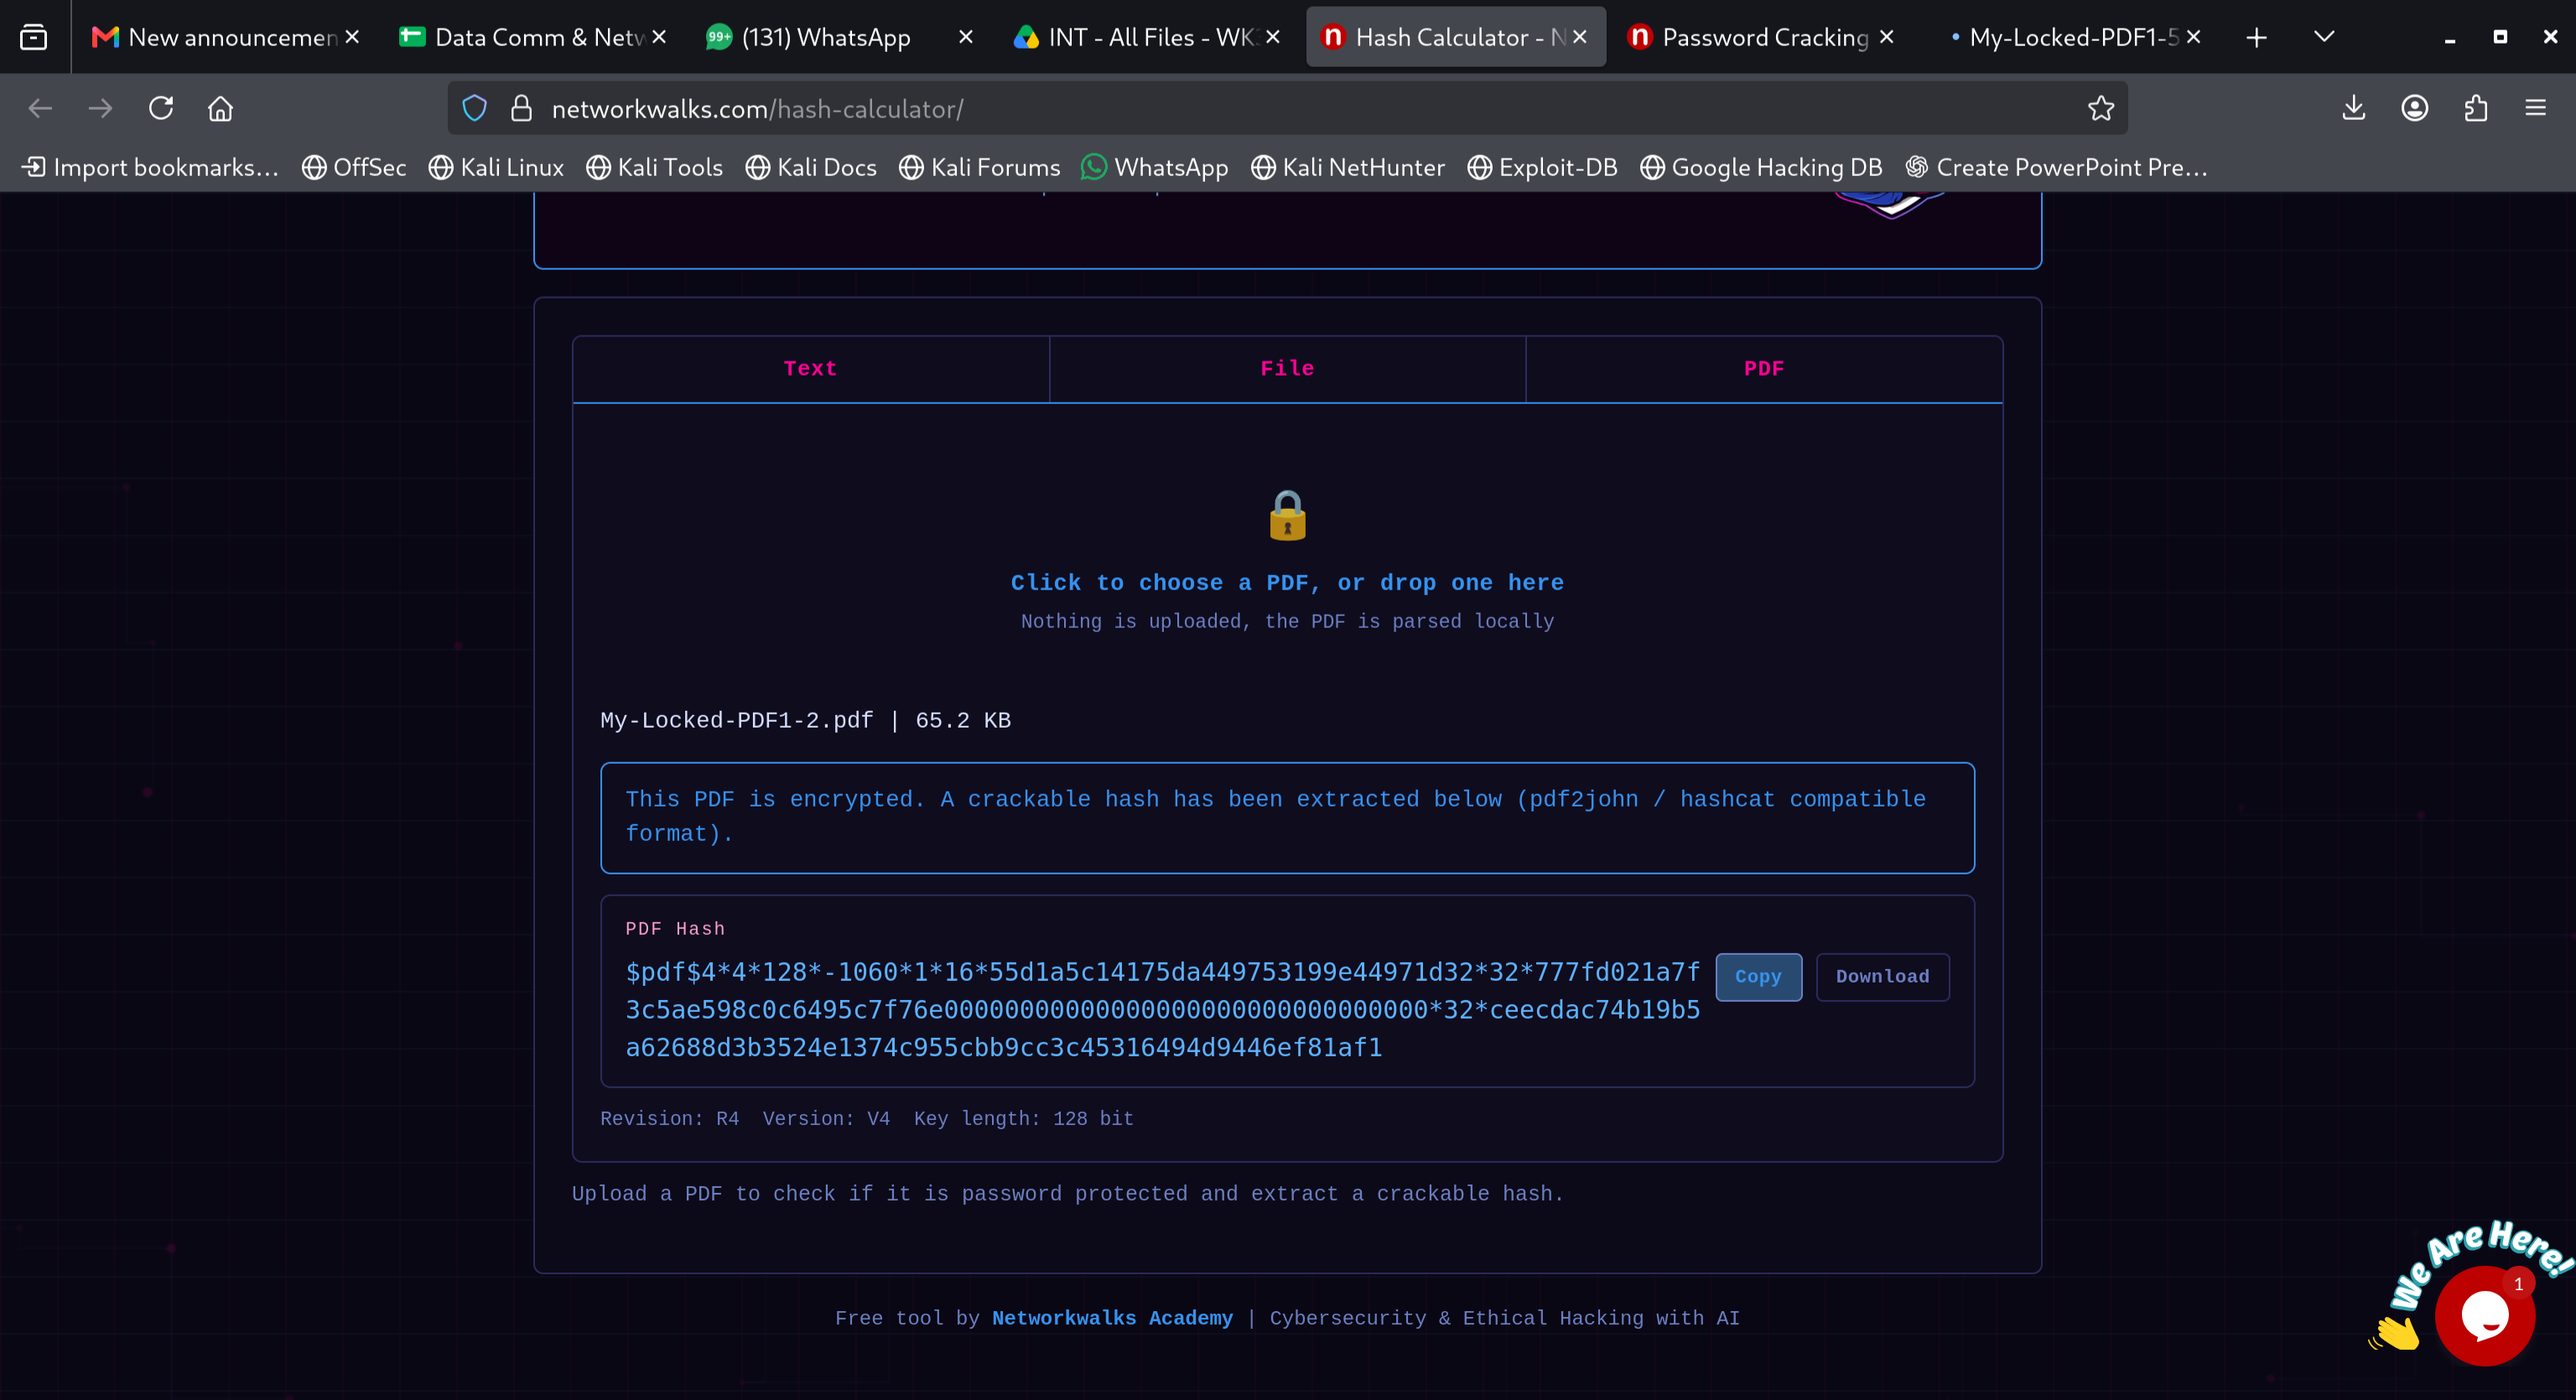 New announcemen
Data Comm & Netw
99+
(131) WhatsApp
INT - All Files - WK
Hash Calculator - N
Password Cracking
My-Locked-PDF1-5
networkwalks.com/hash-calculator/
Import bookmarks...
OffSec
Kali Linux
Kali Tools
Kali Docs
Kali Forums
WhatsApp
Kali NetHunter
Exploit-DB
Google Hacking DB
Create PowerPoint Pre...
Text
File
PDF
Click to choose a PDF, or drop one here
Nothing is uploaded, the PDF is parsed locally
My-Locked-PDF1-2.pdf | 65.2 KB
This PDF is encrypted. A crackable hash has been extracted below (pdf2john / hashcat compatible
format).
PDF Hash
$pdf$4*4*128*-1060*1*16*55d1a5c14175da449753199e44971d32*32*777fd021a7f
3c5ae598c0c6495c7f76e00000000000000000000000000000000*32*ceecdac74b19b5
a62688d3b3524e1374c955cbb9cc3c45316494d9446ef81af1
Copy
Download
Revision: R4 Version: V4 Key length: 128 bit
Upload a PDF to check if it is password protected and extract a crackable hash.
Free tool by Networkwalks Academy | Cybersecurity & Ethical Hacking with AI
We Are Here!
1